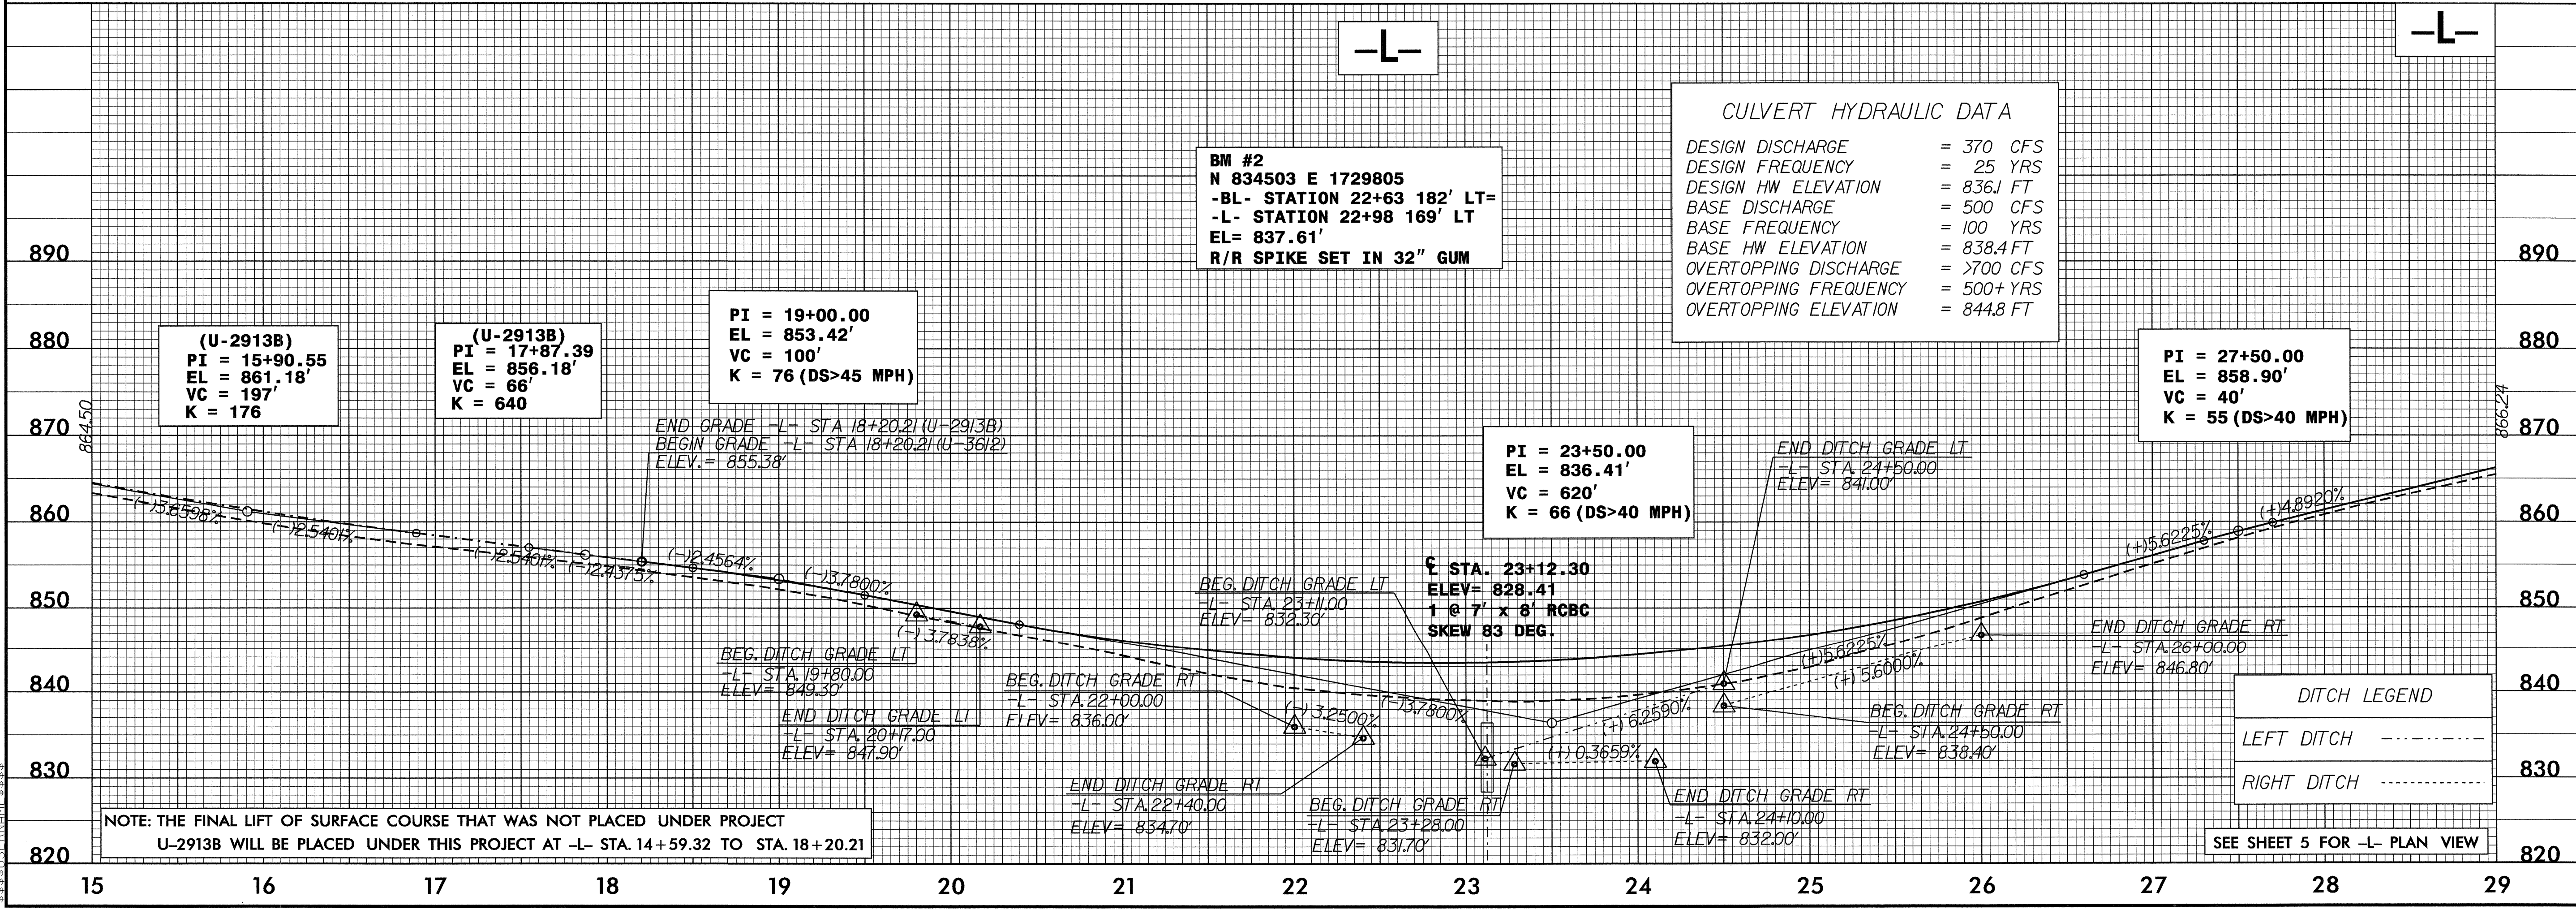 –L–
–L–
CULVERT HYDRAULIC DATA
DESIGN DISCHARGE = 370 CFS
DESIGN FREQUENCY = 25 YRS
DESIGN HW ELEVATION = 836.1 FT
BASE DISCHARGE = 500 CFS
BASE FREQUENCY = 100 YRS
BASE HW ELEVATION = 838.4 FT
OVERTOPPING DISCHARGE = >700 CFS
OVERTOPPING FREQUENCY = 500+ YRS
OVERTOPPING ELEVATION = 844.8 FT
BM #2
N 834503 E 1729805
-BL- STATION 22+63 182' LT=
-L- STATION 22+98 169' LT
EL= 837.61'
R/R SPIKE SET IN 32" GUM
890
880
870
860
850
840
830
820
890
880
870
860
850
840
830
820
864.50
866.24
(U-2913B)
PI = 15+90.55
EL = 861.18'
VC = 197'
K = 176
(U-2913B)
PI = 17+87.39
EL = 856.18'
VC = 66'
K = 640
PI = 19+00.00
EL = 853.42'
VC = 100'
K = 76 (DS>45 MPH)
PI = 23+50.00
EL = 836.41'
VC = 620'
K = 66 (DS>40 MPH)
PI = 27+50.00
EL = 858.90'
VC = 40'
K = 55 (DS>40 MPH)
END GRADE -L- STA 18+20.21 (U-2913B)
BEGIN GRADE -L- STA 18+20.21 (U-3612)
ELEV.= 855.38'
END DITCH GRADE LT
-L- STA. 24+50.00
ELEV= 841.00'
(-)3.6598%
(-)2.5401%
(-)2.5401%
(-)2.4375%
(-)2.4564%
(-)3.7800%
(-)3.7838%
(-)3.2500%
(-)3.7800%
(+)6.2590%
(+)0.3659%
(+)5.6225%
(+)5.6000%
(+)5.6225%
(+)4.8920%
BEG. DITCH GRADE LT
-L- STA. 23+11.00
ELEV= 832.30'
℄
L STA. 23+12.30
ELEV= 828.41
1 @ 7' x 8' RCBC
SKEW 83 DEG.
BEG. DITCH GRADE LT
-L- STA. 19+80.00
ELEV= 849.30'
END DITCH GRADE LT
-L- STA. 20+17.00
ELEV= 847.90'
BEG. DITCH GRADE RT
-L- STA. 22+00.00
ELEV= 836.00'
END DITCH GRADE RT
-L- STA. 22+40.00
ELEV= 834.70'
BEG. DITCH GRADE RT
-L- STA. 23+28.00
ELEV= 831.70'
END DITCH GRADE RT
-L- STA. 24+10.00
ELEV= 832.00'
BEG. DITCH GRADE RT
-L- STA. 24+50.00
ELEV= 838.40'
END DITCH GRADE RT
-L- STA. 26+00.00
ELEV= 846.80'
DITCH LEGEND
LEFT DITCH
RIGHT DITCH
NOTE: THE FINAL LIFT OF SURFACE COURSE THAT WAS NOT PLACED UNDER PROJECT
U–2913B WILL BE PLACED UNDER THIS PROJECT AT –L– STA. 14+59.32 TO STA. 18+20.21
SEE SHEET 5 FOR –L– PLAN VIEW
15 16 17 18 19 20 21 22 23 24 25 26 27 28 29